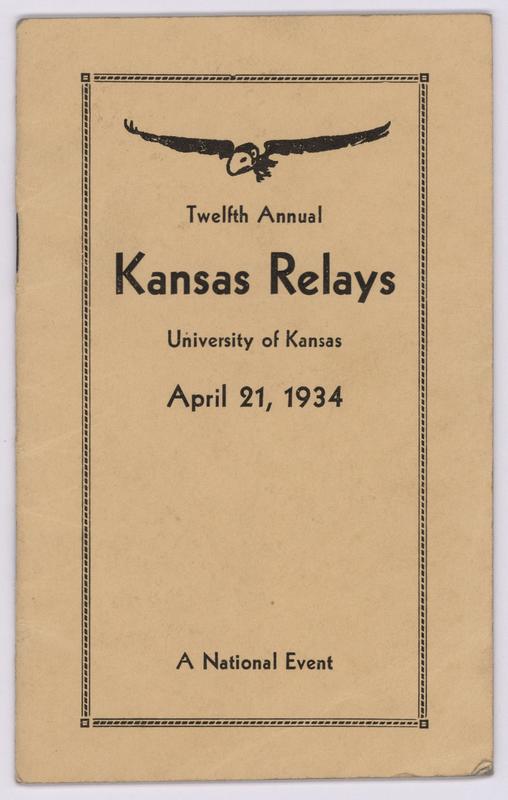 Twelfth Annual
Kansas Relays
University of Kansas
April 21, 1934
A National Event